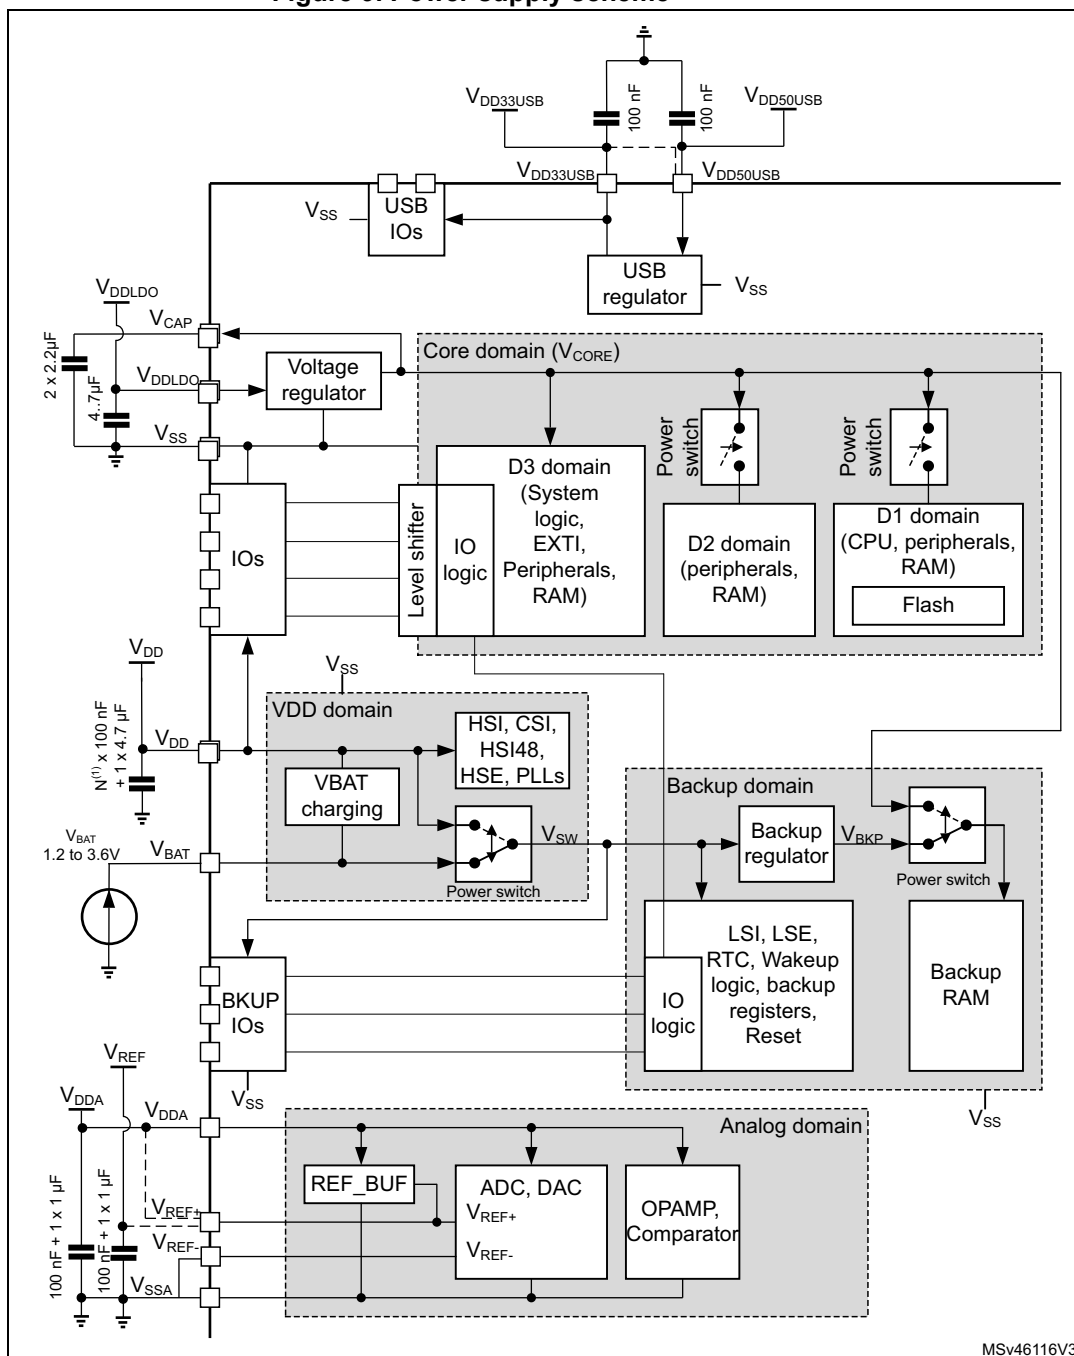 VDD33USB
100 nF
100 nF
VDD50USB
VDD33USB
VDD50USB
VSS
USB
IOs
USB
regulator
VSS
VDDLDO
VCAP
2 x 2.2µF
VDDLDO
4..7µF
VSS
Voltage
regulator
Core domain (VCORE)
Power
switch
Power
switch
D3 domain
(System
logic,
EXTI,
Peripherals,
RAM)
IO
logic
Level shifter
IOs
D2 domain
(peripherals,
RAM)
D1 domain
(CPU, peripherals,
RAM)
Flash
VDD
VSS
VDD domain
VDD
N(1) x 100 nF
+ 1 x 4.7 µF
HSI, CSI,
HSI48,
HSE, PLLs
VBAT
charging
Backup domain
VBAT
1.2 to 3.6V
VBAT
VSW
Power switch
Backup
regulator
VBKP
Power switch
LSI, LSE,
RTC, Wakeup
logic, backup
registers,
Reset
IO
logic
Backup
RAM
BKUP
IOs
VSS
VSS
VREF
VDDA
VDDA
Analog domain
REF_BUF
ADC, DAC
VREF+
VREF-
OPAMP,
Comparator
VREF+
VREF-
VSSA
100 nF + 1 x 1 µF
100 nF + 1 x 1 µF
MSv46116V3